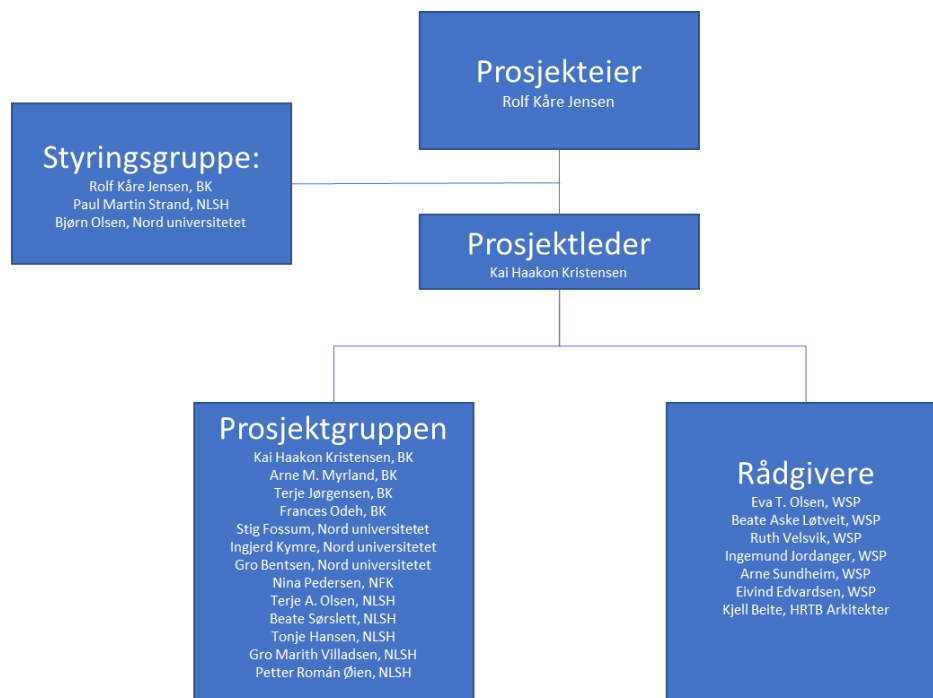 Prosjekteier
Rolf Kåre Jensen
Styringsgruppe:
Rolf Kåre Jensen, BK
Paul Martin Strand, NLSH
Bjørn Olsen, Nord universitetet
Prosjektleder
Kai Haakon Kristensen
Prosjektgruppen
Kai Haakon Kristensen, BK
Arne M. Myrland, BK
Terje Jørgensen, BK
Frances Odeh, BK
Stig Fossum, Nord universitetet
Ingjerd Kymre, Nord universitetet
Gro Bentsen, Nord universitetet
Nina Pedersen, NFK
Terje A. Olsen, NLSH
Beate Sørslett, NLSH
Tonje Hansen, NLSH
Gro Marith Villadsen, NLSH
Petter Román Øien, NLSH
Rådgivere
Eva T. Olsen, WSP
Beate Aske Løtveit, WSP
Ruth Velsvik, WSP
Ingemund Jordanger, WSP
Arne Sundheim, WSP
Eivind Edvardsen, WSP
Kjell Beite, HRTB Arkitekter